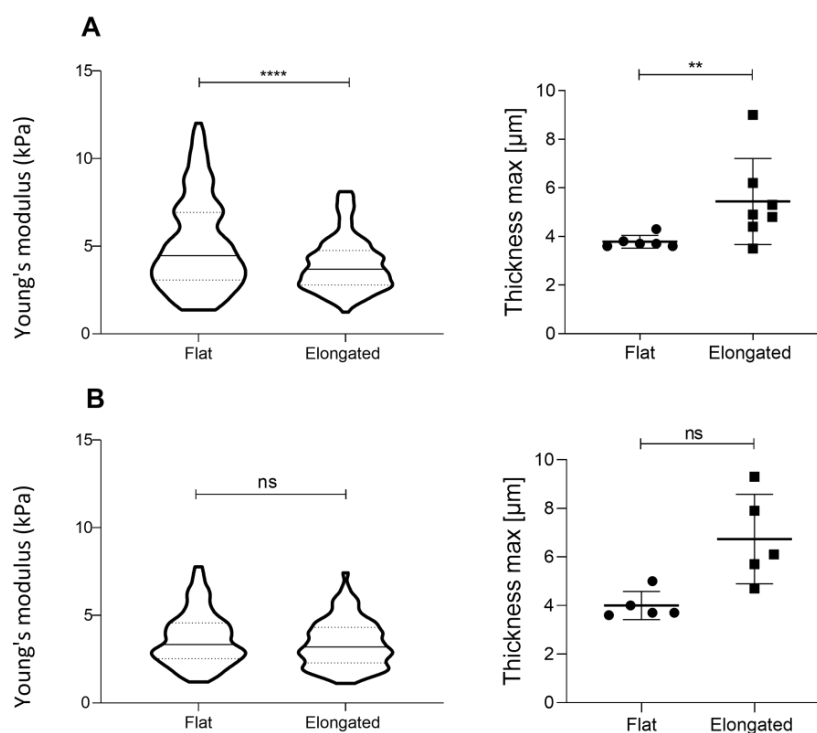 A
Young's modulus (kPa)
15
10
5
0
****
Flat
Elongated
Thickness max [µm]
10
8
6
4
2
0
**
Flat
Elongated
B
Young's modulus (kPa)
15
10
5
0
ns
Flat
Elongated
Thickness max [µm]
10
8
6
4
2
0
ns
Flat
Elongated